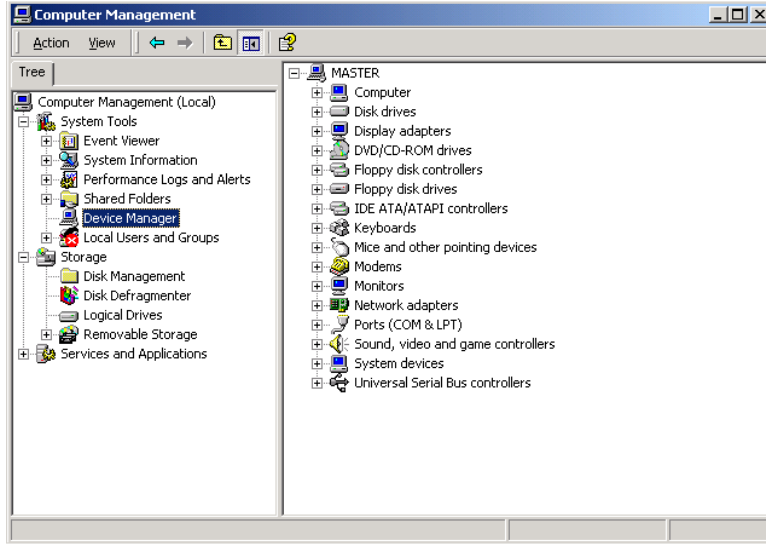 Computer Management
Action View
Tree
Computer Management (Local)
System Tools
Event Viewer
System Information
Performance Logs and Alerts
Shared Folders
Device Manager
Local Users and Groups
Storage
Disk Management
Disk Defragmenter
Logical Drives
Removable Storage
Services and Applications
MASTER
Computer
Disk drives
Display adapters
DVD/CD-ROM drives
Floppy disk controllers
Floppy disk drives
IDE ATA/ATAPI controllers
Keyboards
Mice and other pointing devices
Modems
Monitors
Network adapters
Ports (COM & LPT)
Sound, video and game controllers
System devices
Universal Serial Bus controllers